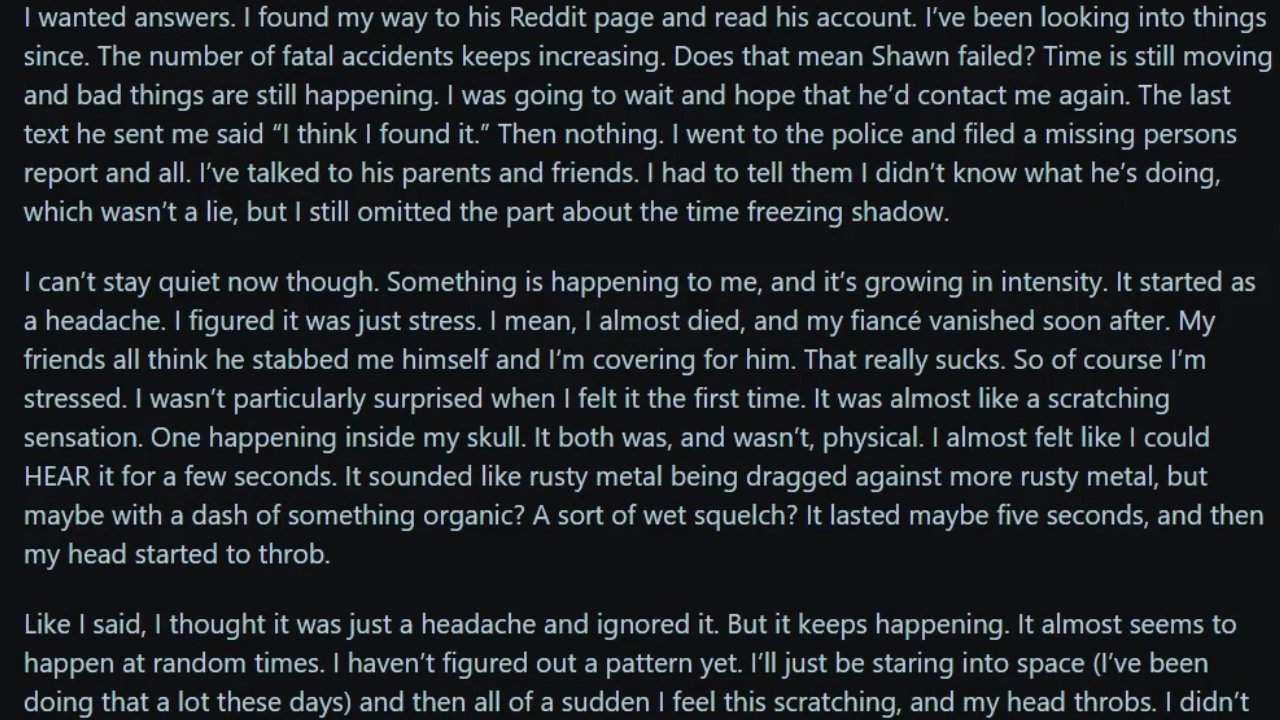 I wanted answers. I found my way to his Reddit page and read his account. I’ve been looking into things
since. The number of fatal accidents keeps increasing. Does that mean Shawn failed? Time is still moving
and bad things are still happening. I was going to wait and hope that he’d contact me again. The last
text he sent me said “I think I found it.” Then nothing. I went to the police and filed a missing persons
report and all. I’ve talked to his parents and friends. I had to tell them I didn’t know what he’s doing,
which wasn’t a lie, but I still omitted the part about the time freezing shadow.
I can’t stay quiet now though. Something is happening to me, and it’s growing in intensity. It started as
a headache. I figured it was just stress. I mean, I almost died, and my fiancé vanished soon after. My
friends all think he stabbed me himself and I’m covering for him. That really sucks. So of course I’m
stressed. I wasn’t particularly surprised when I felt it the first time. It was almost like a scratching
sensation. One happening inside my skull. It both was, and wasn’t, physical. I almost felt like I could
HEAR it for a few seconds. It sounded like rusty metal being dragged against more rusty metal, but
maybe with a dash of something organic? A sort of wet squelch? It lasted maybe five seconds, and then
my head started to throb.
Like I said, I thought it was just a headache and ignored it. But it keeps happening. It almost seems to
happen at random times. I haven’t figured out a pattern yet. I’ll just be staring into space (I’ve been
doing that a lot these days) and then all of a sudden I feel this scratching, and my head throbs. I didn’t